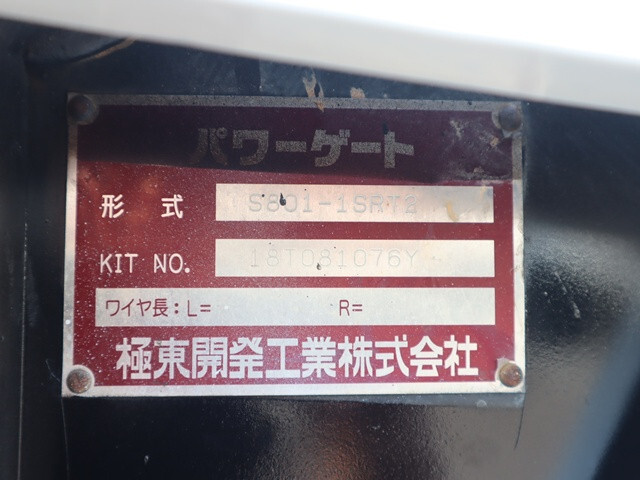 パワーゲート
形式 S801-1SRT2
KIT NO. 18T081076Y
ワイヤ長：L= R=
極東開発工業株式会社